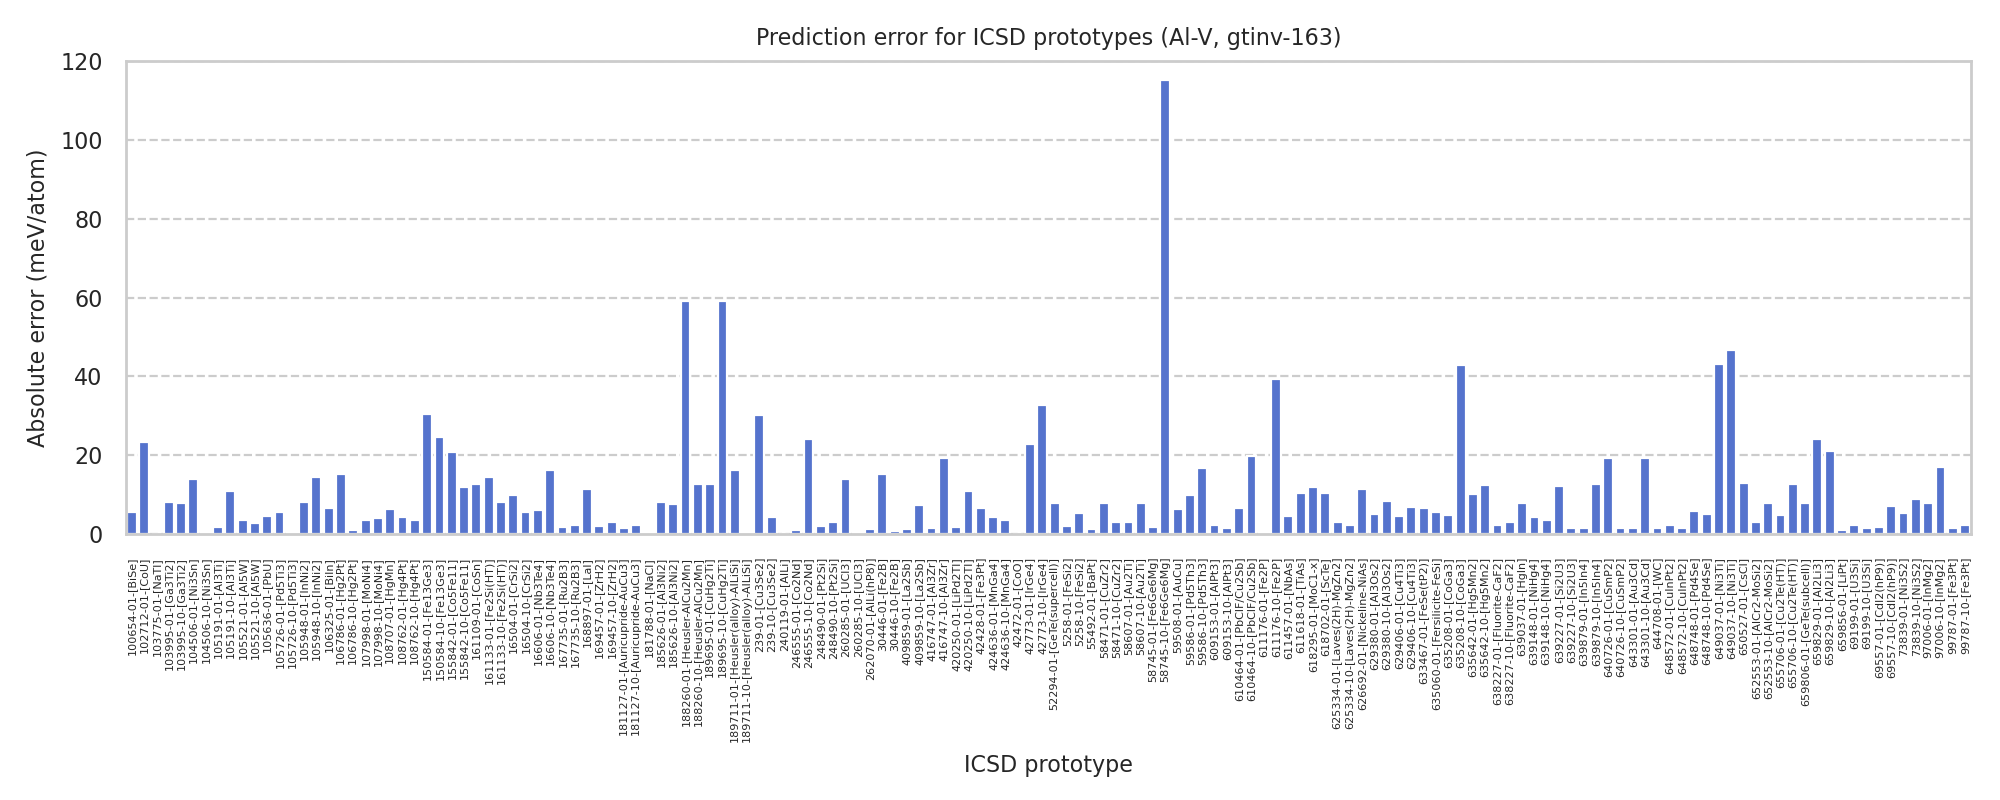 Prediction error for ICSD prototypes (Al-V, gtinv-163)
Absolute error (meV/atom)
120
100
80
60
40
20
0
100654-01-[BiSe]
102712-01-[CoU]
103775-01-[NaTl]
103995-01-[Ga3Ti2]
103995-10-[Ga3Ti2]
104506-01-[Ni3Sn]
104506-10-[Ni3Sn]
105191-01-[Al3Ti]
105191-10-[Al3Ti]
105521-01-[Al5W]
105521-10-[Al5W]
105636-01-[PbU]
105726-01-[Pd5Ti3]
105726-10-[Pd5Ti3]
105948-01-[InNi2]
105948-10-[InNi2]
106325-01-[BiIn]
106786-01-[Hg2Pt]
106786-10-[Hg2Pt]
107998-01-[MoNi4]
107998-10-[MoNi4]
108707-01-[HgMn]
108762-01-[Hg4Pt]
108762-10-[Hg4Pt]
150584-01-[Fe13Ge3]
150584-10-[Fe13Ge3]
155842-01-[Co5Fe11]
155842-10-[Co5Fe11]
161109-01-[CoSn]
161133-01-[Fe2Si(HT)]
161133-10-[Fe2Si(HT)]
16504-01-[CrSi2]
16504-10-[CrSi2]
16606-01-[Nb3Te4]
16606-10-[Nb3Te4]
167735-01-[Ru2B3]
167735-10-[Ru2B3]
168897-01-[LaI]
169457-01-[ZrH2]
169457-10-[ZrH2]
181127-01-[Auricupride-AuCu3]
181127-10-[Auricupride-AuCu3]
181788-01-[NaCl]
185626-01-[Al3Ni2]
185626-10-[Al3Ni2]
188260-01-[Heusler-AlCu2Mn]
188260-10-[Heusler-AlCu2Mn]
189695-01-[CuHg2Ti]
189695-10-[CuHg2Ti]
189711-01-[Heusler(alloy)-AlLiSi]
189711-10-[Heusler(alloy)-AlLiSi]
239-01-[Cu3Se2]
239-10-[Cu3Se2]
240119-01-[AlLi]
246555-01-[Co2Nd]
246555-10-[Co2Nd]
248490-01-[Pt2Si]
248490-10-[Pt2Si]
260285-01-[UCl3]
260285-10-[UCl3]
262070-01-[AlLi(hP8)]
30446-01-[Fe2B]
30446-10-[Fe2B]
409859-01-[La2Sb]
409859-10-[La2Sb]
416747-01-[Al3Zr]
416747-10-[Al3Zr]
420250-01-[LiPd2Tl]
420250-10-[LiPd2Tl]
42428-01-[FePt]
424636-01-[MnGa4]
424636-10-[MnGa4]
42472-01-[CoO]
42773-01-[IrGe4]
42773-10-[IrGe4]
52294-01-[GeTe(supercell)]
5258-01-[FeSi2]
5258-10-[FeSi2]
55492-01-[BaPt]
58471-01-[CuZr2]
58471-10-[CuZr2]
58607-01-[Au2Ti]
58607-10-[Au2Ti]
58745-01-[Fe6Ge6Mg]
58745-10-[Fe6Ge6Mg]
59508-01-[AuCu]
59586-01-[Pd5Th3]
59586-10-[Pd5Th3]
609153-01-[AlPt3]
609153-10-[AlPt3]
610464-01-[PbClF/Cu2Sb]
610464-10-[PbClF/Cu2Sb]
61176-01-[Fe2P]
61176-10-[Fe2P]
611457-01-[NbAs]
611618-01-[TiAs]
618295-01-[MoC1-x]
618702-01-[ScTe]
625334-01-[Laves(2H)-MgZn2]
625334-10-[Laves(2H)-MgZn2]
626692-01-[Nickeline-NiAs]
629380-01-[Al3Os2]
629380-10-[Al3Os2]
629406-01-[Cu4Ti3]
629406-10-[Cu4Ti3]
633467-01-[FeSe(tP2)]
635060-01-[Fersilicite-FeSi]
635208-01-[CoGa3]
635208-10-[CoGa3]
635642-01-[Hg5Mn2]
635642-10-[Hg5Mn2]
638227-01-[Fluorite-CaF2]
638227-10-[Fluorite-CaF2]
639037-01-[HgIn]
639148-01-[NiHg4]
639148-10-[NiHg4]
639227-01-[Si2U3]
639227-10-[Si2U3]
639879-01-[In5In4]
639879-10-[In5In4]
640726-01-[CuSmP2]
640726-10-[CuSmP2]
643301-01-[Au3Cd]
643301-10-[Au3Cd]
644708-01-[WC]
648572-01-[CuInPt2]
648572-10-[CuInPt2]
648748-01-[Pd4Se]
648748-10-[Pd4Se]
649037-01-[Ni3Ti]
649037-10-[Ni3Ti]
650527-01-[CsCl]
652553-01-[AlCr2-MoSi2]
652553-10-[AlCr2-MoSi2]
655706-01-[Cu2Te(HT)]
655706-10-[Cu2Te(HT)]
659806-01-[GeTe(subcell)]
659829-01-[Al2Li3]
659829-10-[Al2Li3]
659856-01-[LiPt]
69199-01-[U3Si]
69199-10-[U3Si]
69557-01-[CdI2(hP9)]
69557-10-[CdI2(hP9)]
73839-01-[Ni3S2]
73839-10-[Ni3S2]
97006-01-[InMg2]
97006-10-[InMg2]
99787-01-[Fe3Pt]
99787-10-[Fe3Pt]
ICSD prototype